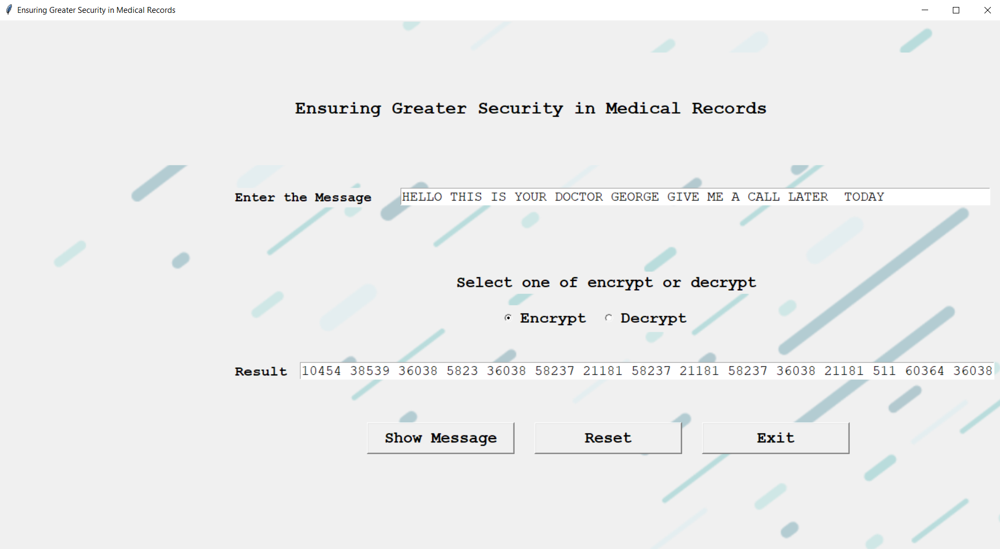 Ensuring Greater Security in Medical Records
Ensuring Greater Security in Medical Records
Enter the Message HELLO THIS IS YOUR DOCTOR GEORGE GIVE ME A CALL LATER  TODAY
Select one of encrypt or decrypt
Encrypt Decrypt
Result 10454 38539 36038 5823 36038 58237 21181 58237 21181 58237 36038 21181 511 60364 36038
Show Message Reset Exit